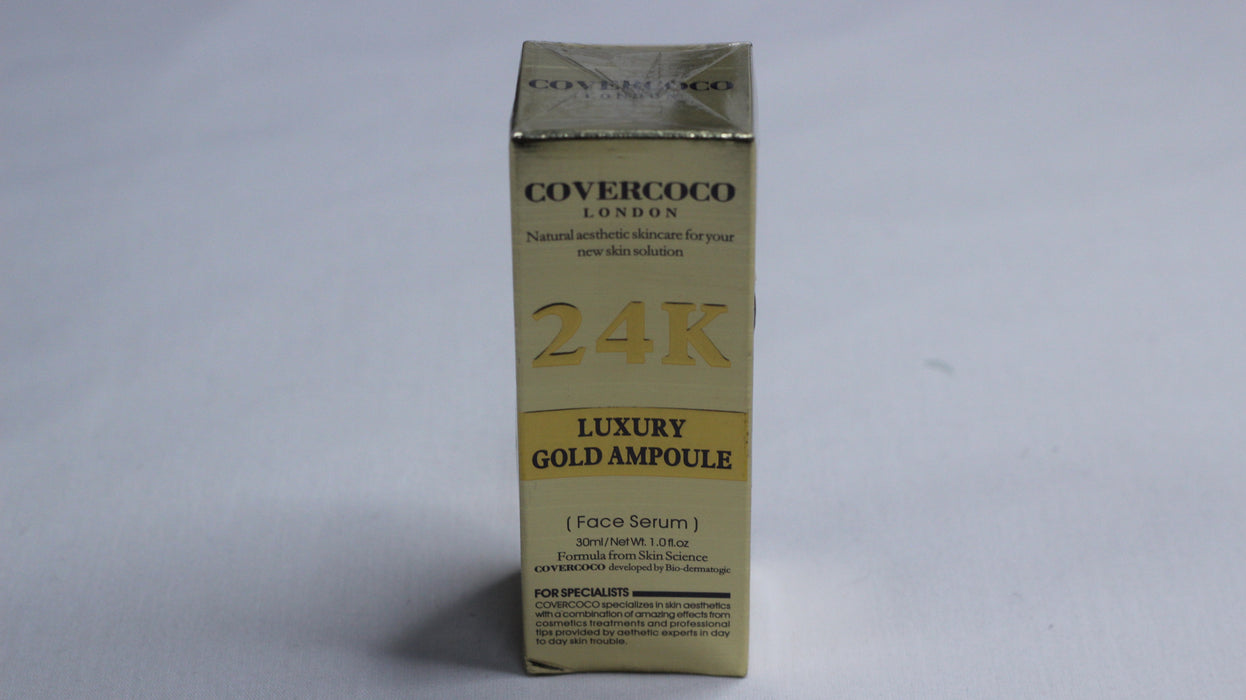 COVERCOCO
LONDON
COVERCOCO
LONDON
Natural aesthetic skincare for your
new skin solution
24K
LUXURY
GOLD AMPOULE
( Face Serum )
30ml/Net Wt. 1.0fl.oz
Formula from Skin Science
COVERCOCO developed by Bio-dermatogic
FOR SPECIALISTS
COVERCOCO specializes in skin aesthetics
with a combination of amazing effects from
cosmetics treatments and professional
tips provided by aethetic experts in day
to day skin trouble.